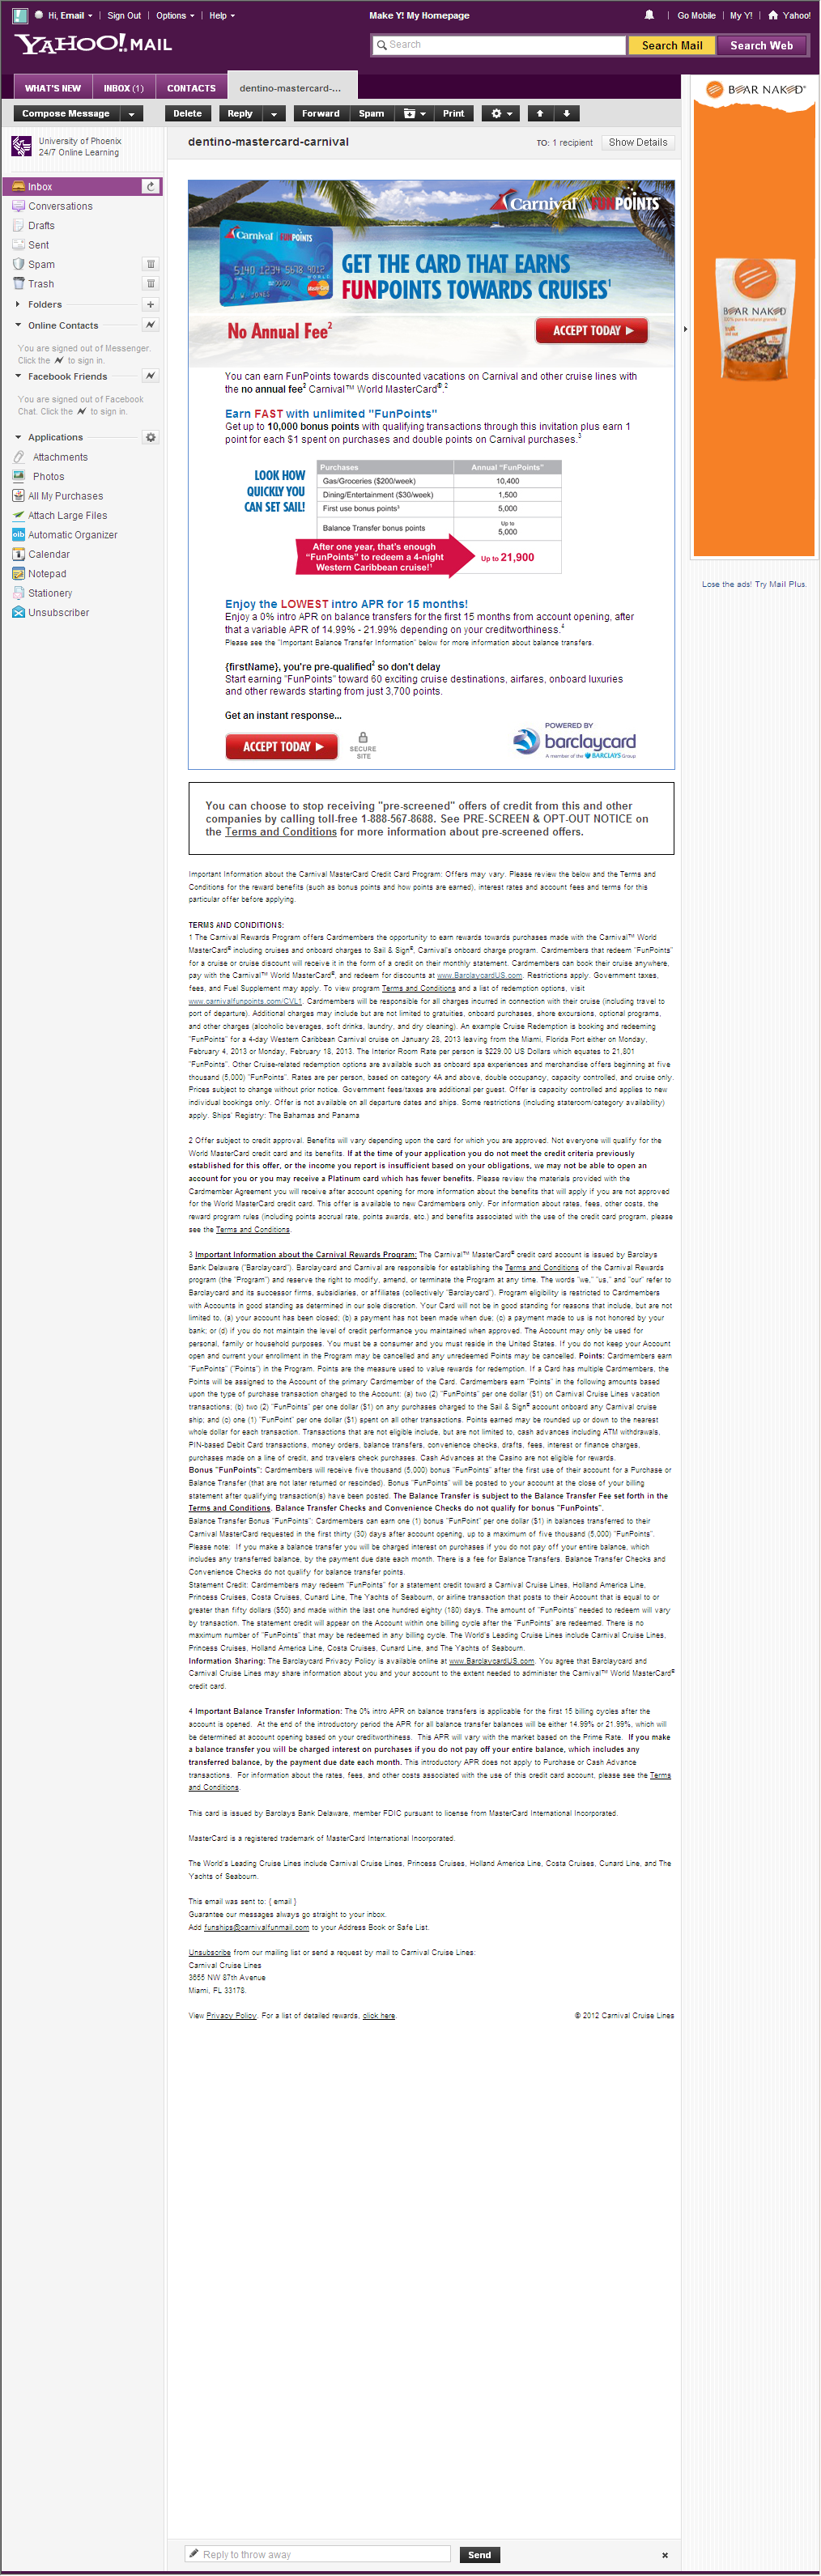 Hi, Email
Sign Out
Options
Help
Make Y! My Homepage
Go Mobile
My Y!
Yahoo!
YAHOO! MAIL
Search
Search Mail
Search Web
WHAT'S NEW
INBOX (1)
CONTACTS
dentino-mastercard-...
Compose Message
Delete
Reply
Forward
Spam
Print
University of Phoenix
24/7 Online Learning
Inbox
Conversations
Drafts
Sent
Spam
Trash
Folders
Online Contacts
You are signed out of Messenger.
Click the to sign in.
Facebook Friends
You are signed out of Facebook
Chat. Click the to sign in.
Applications
Attachments
Photos
All My Purchases
Attach Large Files
Automatic Organizer
Calendar
Notepad
Stationery
Unsubscriber
dentino-mastercard-carnival
TO: 1 recipient
Show Details
Carnival FUNPOINTS
Carnival FUNPOINTS
5140 1234 5678 9012
J. W. JONES
MasterCard
GET THE CARD THAT EARNS
FUNPOINTS TOWARDS CRUISES¹
No Annual Fee²
ACCEPT TODAY
You can earn FunPoints towards discounted vacations on Carnival and other cruise lines with
the no annual fee² Carnival™ World MasterCard®.²
Earn FAST with unlimited "FunPoints"
Get up to 10,000 bonus points with qualifying transactions through this invitation plus earn 1
point for each $1 spent on purchases and double points on Carnival purchases.³
LOOK HOW
QUICKLY YOU
CAN SET SAIL!
Purchases Annual "FunPoints"
Gas/Groceries ($200/week) 10,400
Dining/Entertainment ($30/week) 1,500
First use bonus points³ 5,000
Balance Transfer bonus points Up to 5,000
After one year, that's enough
"FunPoints" to redeem a 4-night
Western Caribbean cruise!¹
Up to 21,900
Enjoy the LOWEST intro APR for 15 months!
Enjoy a 0% intro APR on balance transfers for the first 15 months from account opening, after
that a variable APR of 14.99% - 21.99% depending on your creditworthiness.⁴
Please see the "Important Balance Transfer Information" below for more information about balance transfers.
{firstName}, you're pre-qualified² so don't delay
Start earning "FunPoints" toward 60 exciting cruise destinations, airfares, onboard luxuries
and other rewards starting from just 3,700 points.
Get an instant response...
ACCEPT TODAY
SECURE
SITE
POWERED BY
barclaycard
A member of the BARCLAYS Group
You can choose to stop receiving "pre-screened" offers of credit from this and other
companies by calling toll-free 1-888-567-8688. See PRE-SCREEN & OPT-OUT NOTICE on
the Terms and Conditions for more information about pre-screened offers.
Important Information about the Carnival MasterCard Credit Card Program: Offers may vary. Please review the below and the Terms and
Conditions for the reward benefits (such as bonus points and how points are earned), interest rates and account fees and terms for this
particular offer before applying.
TERMS AND CONDITIONS:
1 The Carnival Rewards Program offers Cardmembers the opportunity to earn rewards towards purchases made with the Carnival™ World
MasterCard® including cruises and onboard charges to Sail & Sign®, Carnival's onboard charge program. Cardmembers that redeem "FunPoints"
for a cruise or cruise discount will receive it in the form of a credit on their monthly statement. Cardmembers can book their cruise anywhere,
pay with the Carnival™ World MasterCard®, and redeem for discounts at www.BarclaycardUS.com. Restrictions apply. Government taxes,
fees, and Fuel Supplement may apply. To view program Terms and Conditions and a list of redemption options, visit
www.carnivalfunpoints.com/CVL1. Cardmembers will be responsible for all charges incurred in connection with their cruise (including travel to
port of departure). Additional charges may include but are not limited to gratuities, onboard purchases, shore excursions, optional programs,
and other charges (alcoholic beverages, soft drinks, laundry, and dry cleaning). An example Cruise Redemption is booking and redeeming
"FunPoints" for a 4-day Western Caribbean Carnival cruise on January 28, 2013 leaving from the Miami, Florida Port either on Monday,
February 4, 2013 or Monday, February 18, 2013. The Interior Room Rate per person is $229.00 US Dollars which equates to 21,801
"FunPoints". Other Cruise-related redemption options are available such as onboard spa experiences and merchandise offers beginning at five
thousand (5,000) "FunPoints". Rates are per person, based on category 4A and above, double occupancy, capacity controlled, and cruise only.
Prices subject to change without prior notice. Government fees/taxes are additional per guest. Offer is capacity controlled and applies to new
individual bookings only. Offer is not available on all departure dates and ships. Some restrictions (including stateroom/category availability)
apply. Ships' Registry: The Bahamas and Panama
2 Offer subject to credit approval. Benefits will vary depending upon the card for which you are approved. Not everyone will qualify for the
World MasterCard credit card and its benefits. If at the time of your application you do not meet the credit criteria previously
established for this offer, or the income you report is insufficient based on your obligations, we may not be able to open an
account for you or you may receive a Platinum card which has fewer benefits. Please review the materials provided with the
Cardmember Agreement you will receive after account opening for more information about the benefits that will apply if you are not approved
for the World MasterCard credit card. This offer is available to new Cardmembers only. For information about rates, fees, other costs, the
reward program rules (including points accrual rate, points awards, etc.) and benefits associated with the use of the credit card program, please
see the Terms and Conditions.
3 Important Information about the Carnival Rewards Program: The Carnival™ MasterCard® credit card account is issued by Barclays
Bank Delaware ("Barclaycard"). Barclaycard and Carnival are responsible for establishing the Terms and Conditions of the Carnival Rewards
program (the "Program") and reserve the right to modify, amend, or terminate the Program at any time. The words "we," "us," and "our" refer to
Barclaycard and its successor firms, subsidiaries, or affiliates (collectively "Barclaycard"). Program eligibility is restricted to Cardmembers
with Accounts in good standing as determined in our sole discretion. Your Card will not be in good standing for reasons that include, but are not
limited to, (a) your account has been closed; (b) a payment has not been made when due; (c) a payment made to us is not honored by your
bank; or (d) if you do not maintain the level of credit performance you maintained when approved. The Account may only be used for
personal, family or household purposes. You must be a consumer and you must reside in the United States. If you do not keep your Account
open and current your enrollment in the Program may be cancelled and any unredeemed Points may be cancelled. Points: Cardmembers earn
"FunPoints" ("Points") in the Program. Points are the measure used to value rewards for redemption. If a Card has multiple Cardmembers, the
Points will be assigned to the Account of the primary Cardmember of the Card. Cardmembers earn "Points" in the following amounts based
upon the type of purchase transaction charged to the Account: (a) two (2) "FunPoints" per one dollar ($1) on Carnival Cruise Lines vacation
transactions; (b) two (2) "FunPoints" per one dollar ($1) on any purchases charged to the Sail & Sign® account onboard any Carnival cruise
ship; and (c) one (1) "FunPoint" per one dollar ($1) spent on all other transactions. Points earned may be rounded up or down to the nearest
whole dollar for each transaction. Transactions that are not eligible include, but are not limited to, cash advances including ATM withdrawals,
PIN-based Debit Card transactions, money orders, balance transfers, convenience checks, drafts, fees, interest or finance charges,
purchases made on a line of credit, and travelers check purchases. Cash Advances at the Casino are not eligible for rewards.
Bonus "FunPoints": Cardmembers will receive five thousand (5,000) bonus "FunPoints" after the first use of their account for a Purchase or
Balance Transfer (that are not later returned or rescinded). Bonus "FunPoints" will be posted to your account at the close of your billing
statement after qualifying transaction(s) have been posted. The Balance Transfer is subject to the Balance Transfer Fee set forth in the
Terms and Conditions. Balance Transfer Checks and Convenience Checks do not qualify for bonus "FunPoints".
Balance Transfer Bonus "FunPoints": Cardmembers can earn one (1) bonus "FunPoint" per one dollar ($1) in balances transferred to their
Carnival MasterCard requested in the first thirty (30) days after account opening, up to a maximum of five thousand (5,000) "FunPoints".
Please note: If you make a balance transfer you will be charged interest on purchases if you do not pay off your entire balance, which
includes any transferred balance, by the payment due date each month. There is a fee for Balance Transfers. Balance Transfer Checks and
Convenience Checks do not qualify for balance transfer points.
Statement Credit: Cardmembers may redeem "FunPoints" for a statement credit toward a Carnival Cruise Lines, Holland America Line,
Princess Cruises, Costa Cruises, Cunard Line, The Yachts of Seabourn, or airline transaction that posts to their Account that is equal to or
greater than fifty dollars ($50) and made within the last one hundred eighty (180) days. The amount of "FunPoints" needed to redeem will vary
by transaction. The statement credit will appear on the Account within one billing cycle after the "FunPoints" are redeemed. There is no
maximum number of "FunPoints" that may be redeemed in any billing cycle. The World's Leading Cruise Lines include Carnival Cruise Lines,
Princess Cruises, Holland America Line, Costa Cruises, Cunard Line, and The Yachts of Seabourn.
Information Sharing: The Barclaycard Privacy Policy is available online at www.BarclaycardUS.com. You agree that Barclaycard and
Carnival Cruise Lines may share information about you and your account to the extent needed to administer the Carnival™ World MasterCard®
credit card.
4 Important Balance Transfer Information: The 0% intro APR on balance transfers is applicable for the first 15 billing cycles after the
account is opened. At the end of the introductory period the APR for all balance transfer balances will be either 14.99% or 21.99%, which will
be determined at account opening based on your creditworthiness. This APR will vary with the market based on the Prime Rate. If you make
a balance transfer you will be charged interest on purchases if you do not pay off your entire balance, which includes any
transferred balance, by the payment due date each month. This introductory APR does not apply to Purchase or Cash Advance
transactions. For information about the rates, fees, and other costs associated with the use of this credit card account, please see the Terms
and Conditions.
This card is issued by Barclays Bank Delaware, member FDIC pursuant to license from MasterCard International Incorporated.
MasterCard is a registered trademark of MasterCard International Incorporated.
The World's Leading Cruise Lines include Carnival Cruise Lines, Princess Cruises, Holland America Line, Costa Cruises, Cunard Line, and The
Yachts of Seabourn.
This email was sent to: { email }
Guarantee our messages always go straight to your inbox.
Add funships@carnivalfunmail.com to your Address Book or Safe List.
Unsubscribe from our mailing list or send a request by mail to Carnival Cruise Lines:
Carnival Cruise Lines
3655 NW 87th Avenue
Miami, FL 33178.
View Privacy Policy. For a list of detailed rewards, click here.
© 2012 Carnival Cruise Lines
Reply to throw away
Send
BEAR NAKED
BEAR NAKED
Lose the ads! Try Mail Plus.